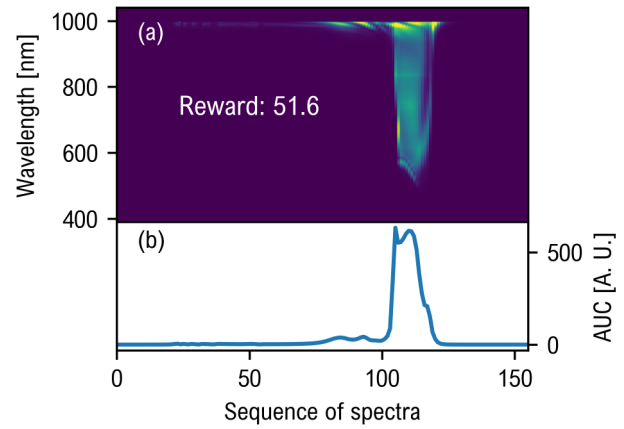 Wavelength [nm]
1000
800
600
400
(a)
Reward: 51.6
(b)
500
0
AUC [A. U.]
0
50
100
150
Sequence of spectra